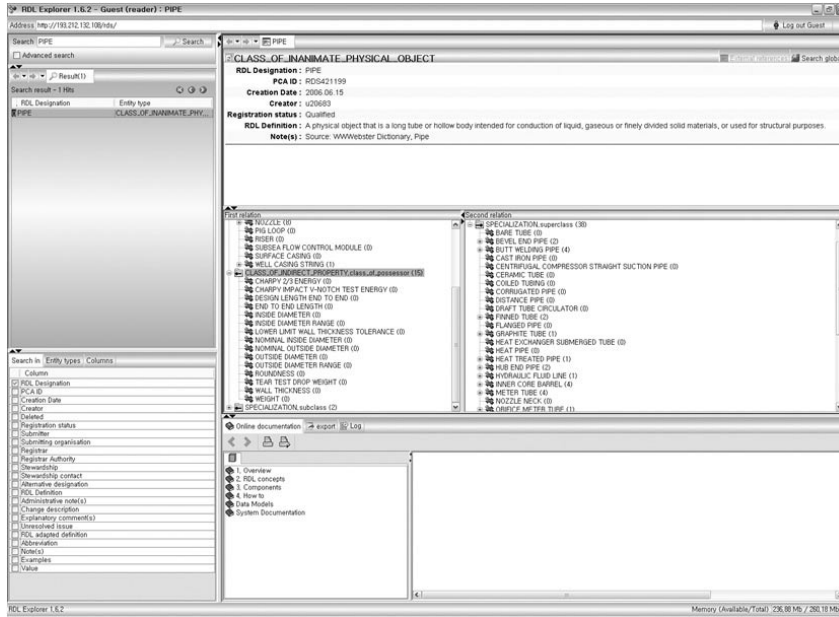 RDL Explorer 1.6.2 - Guest (reader) : PIPE
Address http://193.212.132.108/rds/
Log out Guest
Search PIPE
Search
Advanced search
Result(1)
Search result - 1 Hits
RDL Designation Entity type
PIPE CLASS_OF_INANIMATE_PHY...
PIPE
CLASS_OF_INANIMATE_PHYSICAL_OBJECT
External references Search globa
RDL Designation : PIPE
PCA ID : RDS421199
Creation Date : 2006.06.15
Creator : u20683
Registration status : Qualified
RDL Definition : A physical object that is a long tube or hollow body intended for conduction of liquid, gaseous or finely divided solid materials, or used for structural purposes.
Note(s) : Source: WWWebster Dictionary, Pipe
First relation
NOZZLE (0)
PIG LOOP (0)
RISER (0)
SUBSEA FLOW CONTROL MODULE (0)
SURFACE CASING (0)
WELL CASING STRING (1)
CLASS_OF_INDIRECT_PROPERTY,class_of_possessor (15)
CHARPY 2/3 ENERGY (0)
CHARPY IMPACT V-NOTCH TEST ENERGY (0)
DESIGN LENGTH END TO END (0)
END TO END LENGTH (0)
INSIDE DIAMETER (0)
INSIDE DIAMETER RANGE (0)
LOWER LIMIT WALL THICKNESS TOLERANCE (0)
NOMINAL INSIDE DIAMETER (0)
NOMINAL OUTSIDE DIAMETER (0)
OUTSIDE DIAMETER (0)
OUTSIDE DIAMETER RANGE (0)
ROUNDNESS (0)
TEAR TEST DROP WEIGHT (0)
WALL THICKNESS (0)
WEIGHT (0)
SPECIALIZATION,subclass (2)
Second relation
SPECIALIZATION,superclass (38)
BARE TUBE (0)
BEVEL END PIPE (2)
BUTT WELDING PIPE (4)
CAST IRON PIPE (0)
CENTRIFUGAL COMPRESSOR STRAIGHT SUCTION PIPE (0)
CERAMIC TUBE (0)
COILED TUBING (0)
CORRUGATED PIPE (0)
DISTANCE PIPE (0)
DRAFT TUBE CIRCULATOR (0)
FINNED TUBE (2)
FLANGED PIPE (0)
GRAPHITE TUBE (1)
HEAT EXCHANGER SUBMERGED TUBE (0)
HEAT PIPE (0)
HEAT TREATED PIPE (1)
HUB END PIPE (2)
HYDRAULIC FLUID LINE (1)
INNER CORE BARREL (4)
METER TUBE (4)
NOZZLE NECK (0)
ORIFICE METER TUBE (1)
Search in Entity types Columns
Column
RDL Designation
PCA ID
Creation Date
Creator
Deleted
Registration status
Submitter
Submitting organisation
Registrar
Registrar Authority
Stewardship
Stewardship contact
Alternative designation
RDL Definition
Administrative note(s)
Change description
Explanatory comment(s)
Unresolved issue
RDL adapted definition
Abbreviation
Note(s)
Examples
Value
Online documentation export Log
1. Overview
2. RDL concepts
3. Components
4. How to
Data Models
System Documentation
RDL Explorer 1.6.2
Memory (Available/Total) 236,88 Mb / 260,18 Mb